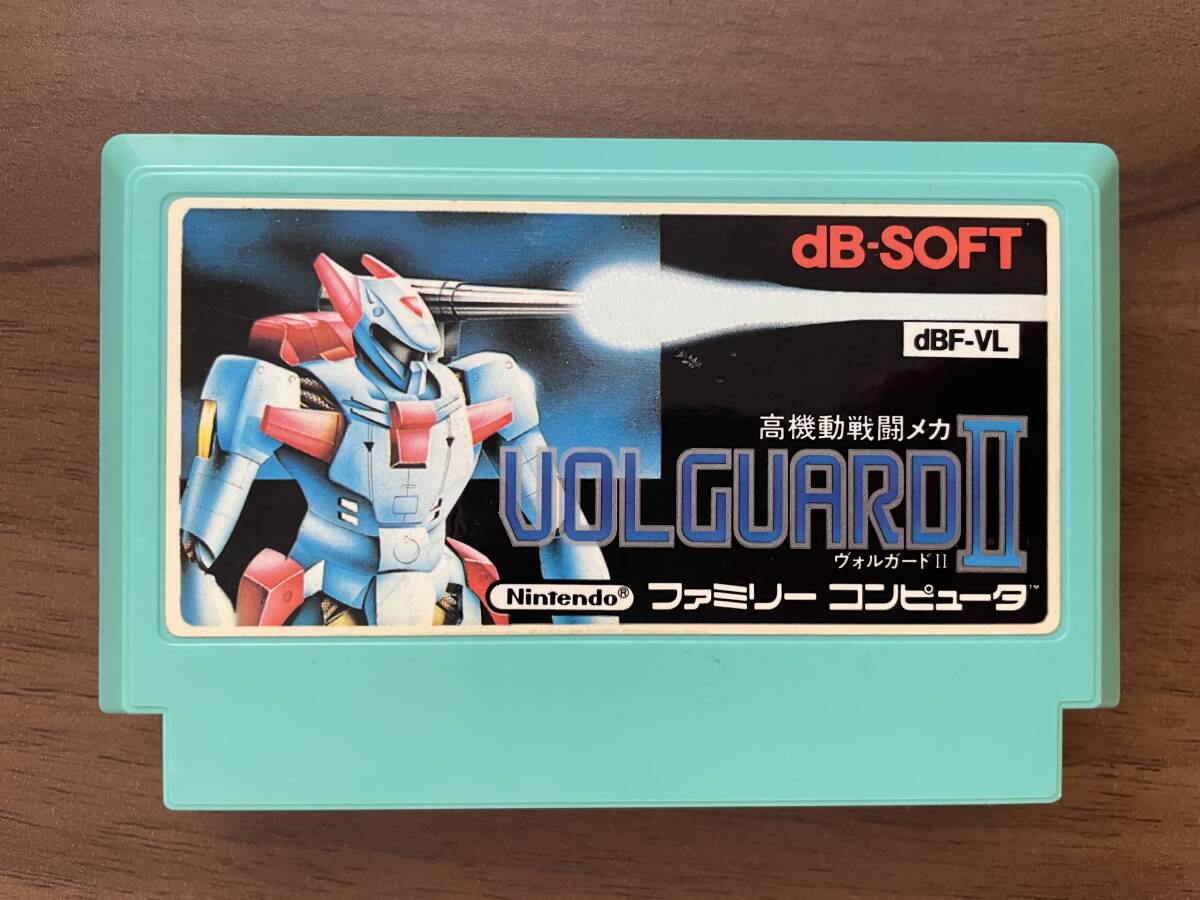 dB-SOFT
dBF-VL
高機動戦闘メカ
VOLGUARD II
ヴォルガードII
Nintendo® ファミリー コンピュータ™